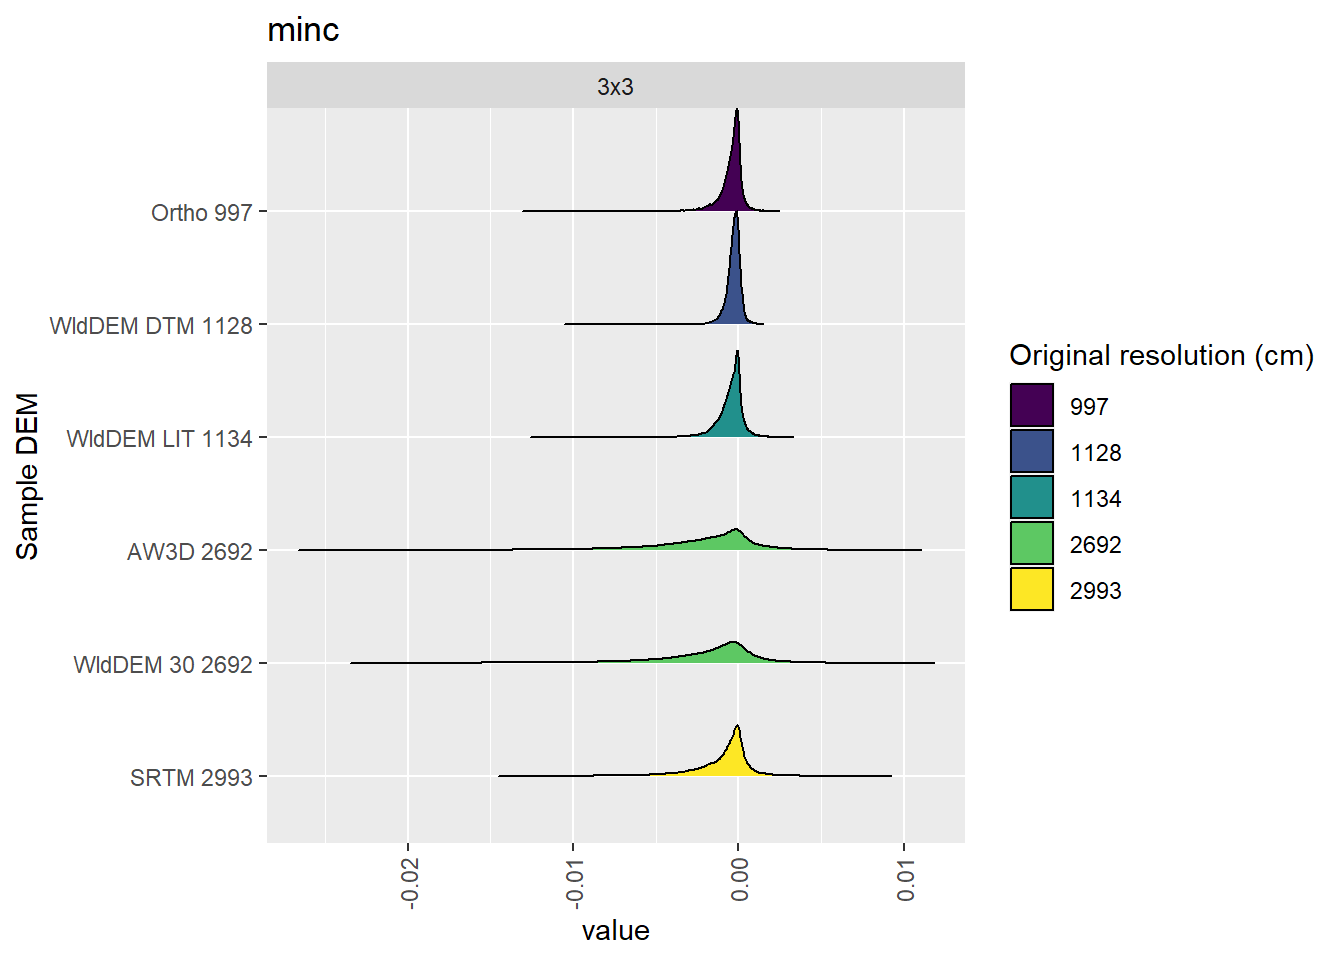 minc
3x3
Ortho 997
WldDEM DTM 1128
WldDEM LIT 1134
AW3D 2692
WldDEM 30 2692
SRTM 2993
Sample DEM
-0.02
-0.01
0.00
0.01
value
Original resolution (cm)
997
1128
1134
2692
2993